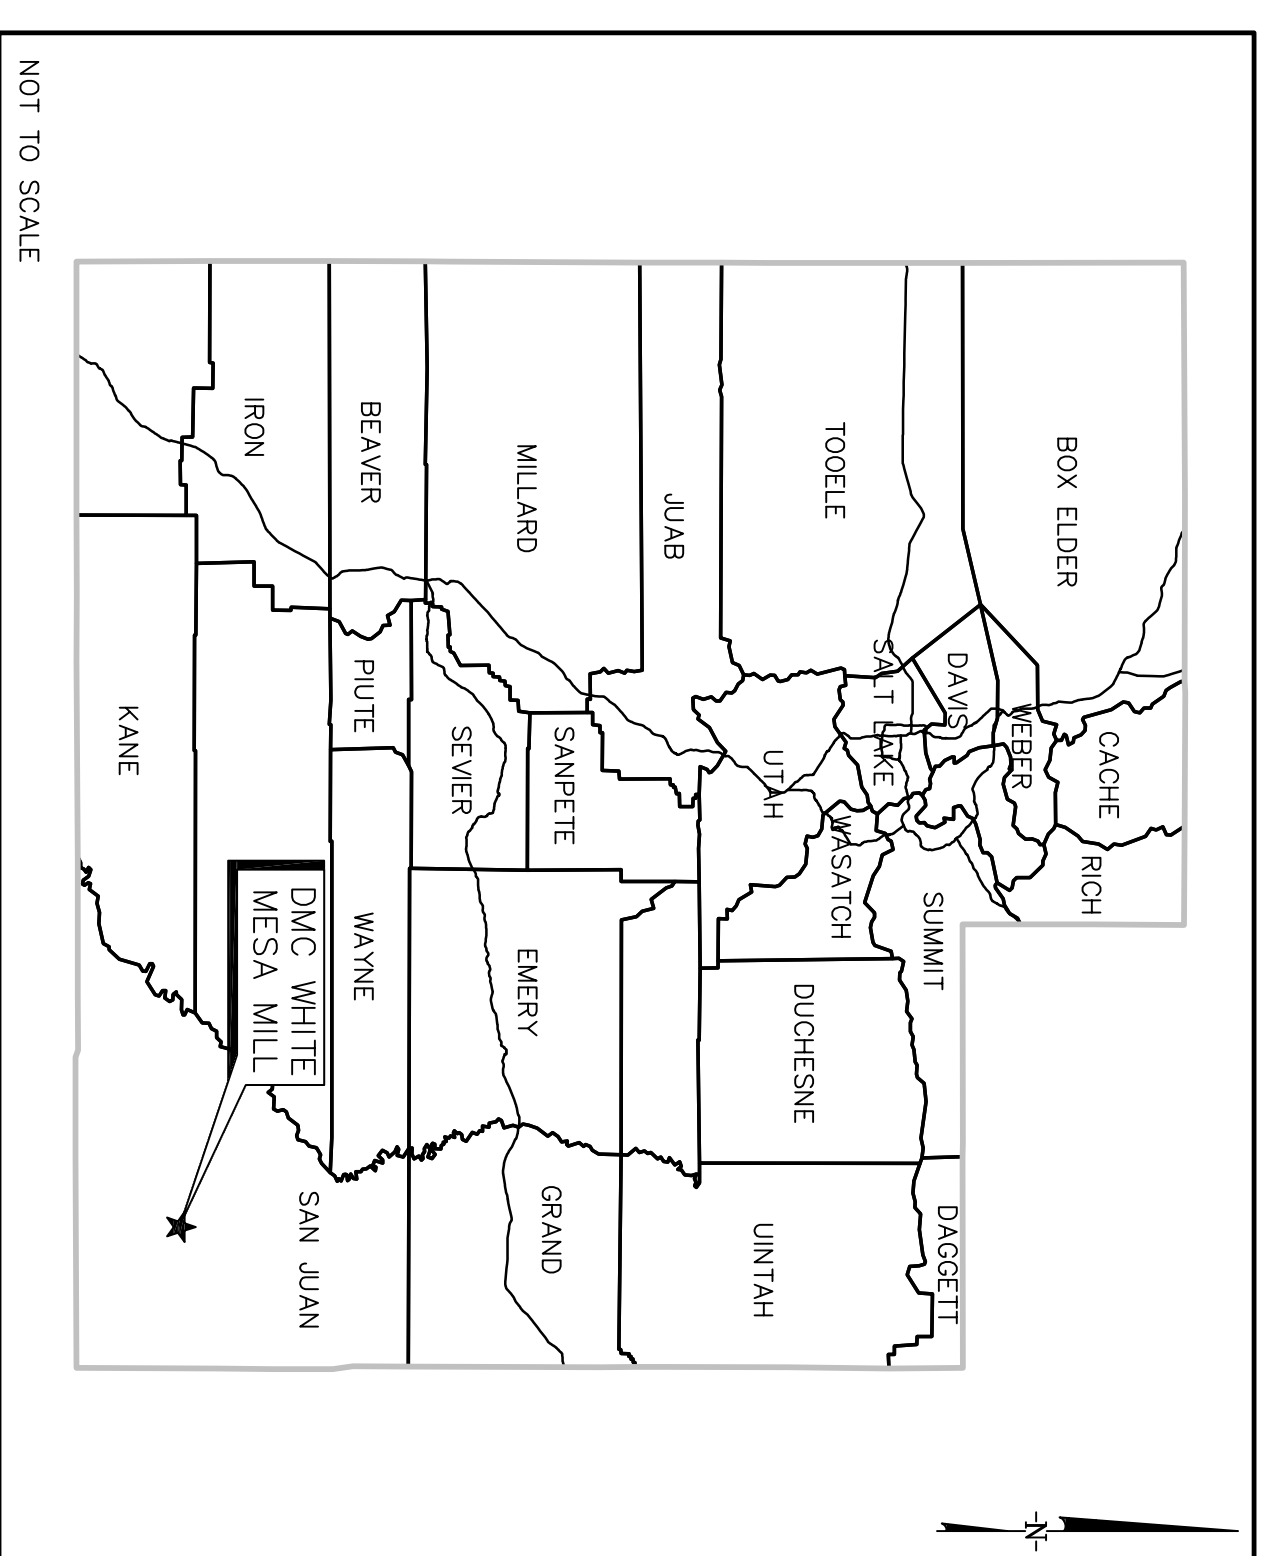 BOX ELDER
CACHE
RICH
WEBER
DAVIS
SUMMIT
DAGGETT
TOOELE
SALT LAKE
WASATCH
DUCHESNE
UINTAH
UTAH
JUAB
MILLARD
SANPETE
EMERY
GRAND
SEVIER
BEAVER
PIUTE
WAYNE
IRON
DMC WHITE
MESA MILL
SAN JUAN
KANE
NOT TO SCALE
-N-